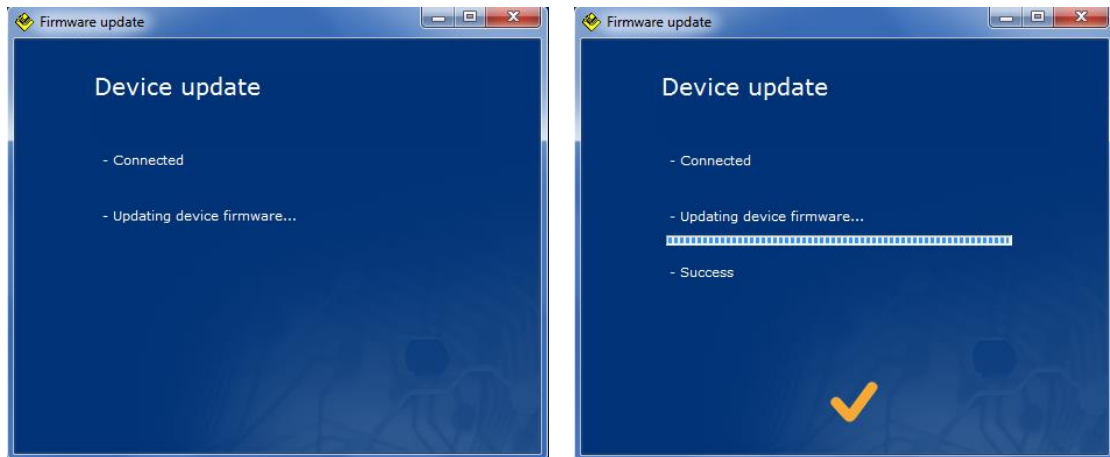 Firmware update
Device update
- Connected
- Updating device firmware...
Firmware update
Device update
- Connected
- Updating device firmware...
- Success